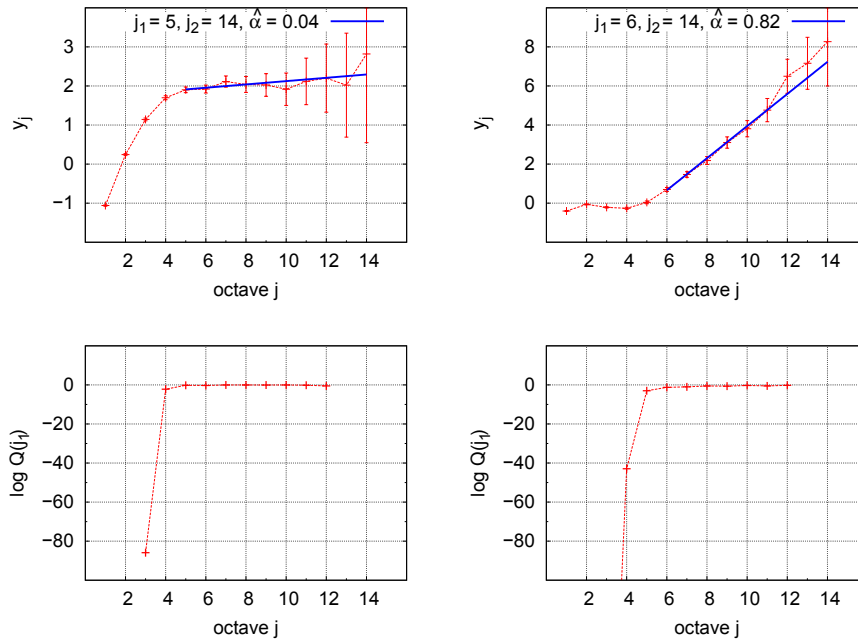 j₁ = 5, j₂ = 14, α̂ = 0.04
3
2
1
0
−1
y_j
2 4 6 8 10 12 14
octave j
j₁ = 6, j₂ = 14, α̂ = 0.82
8
6
4
2
0
y_j
2 4 6 8 10 12 14
octave j
0
−20
−40
−60
−80
log Q(j₁)
2 4 6 8 10 12 14
octave j
0
−20
−40
−60
−80
log Q(j₁)
2 4 6 8 10 12 14
octave j